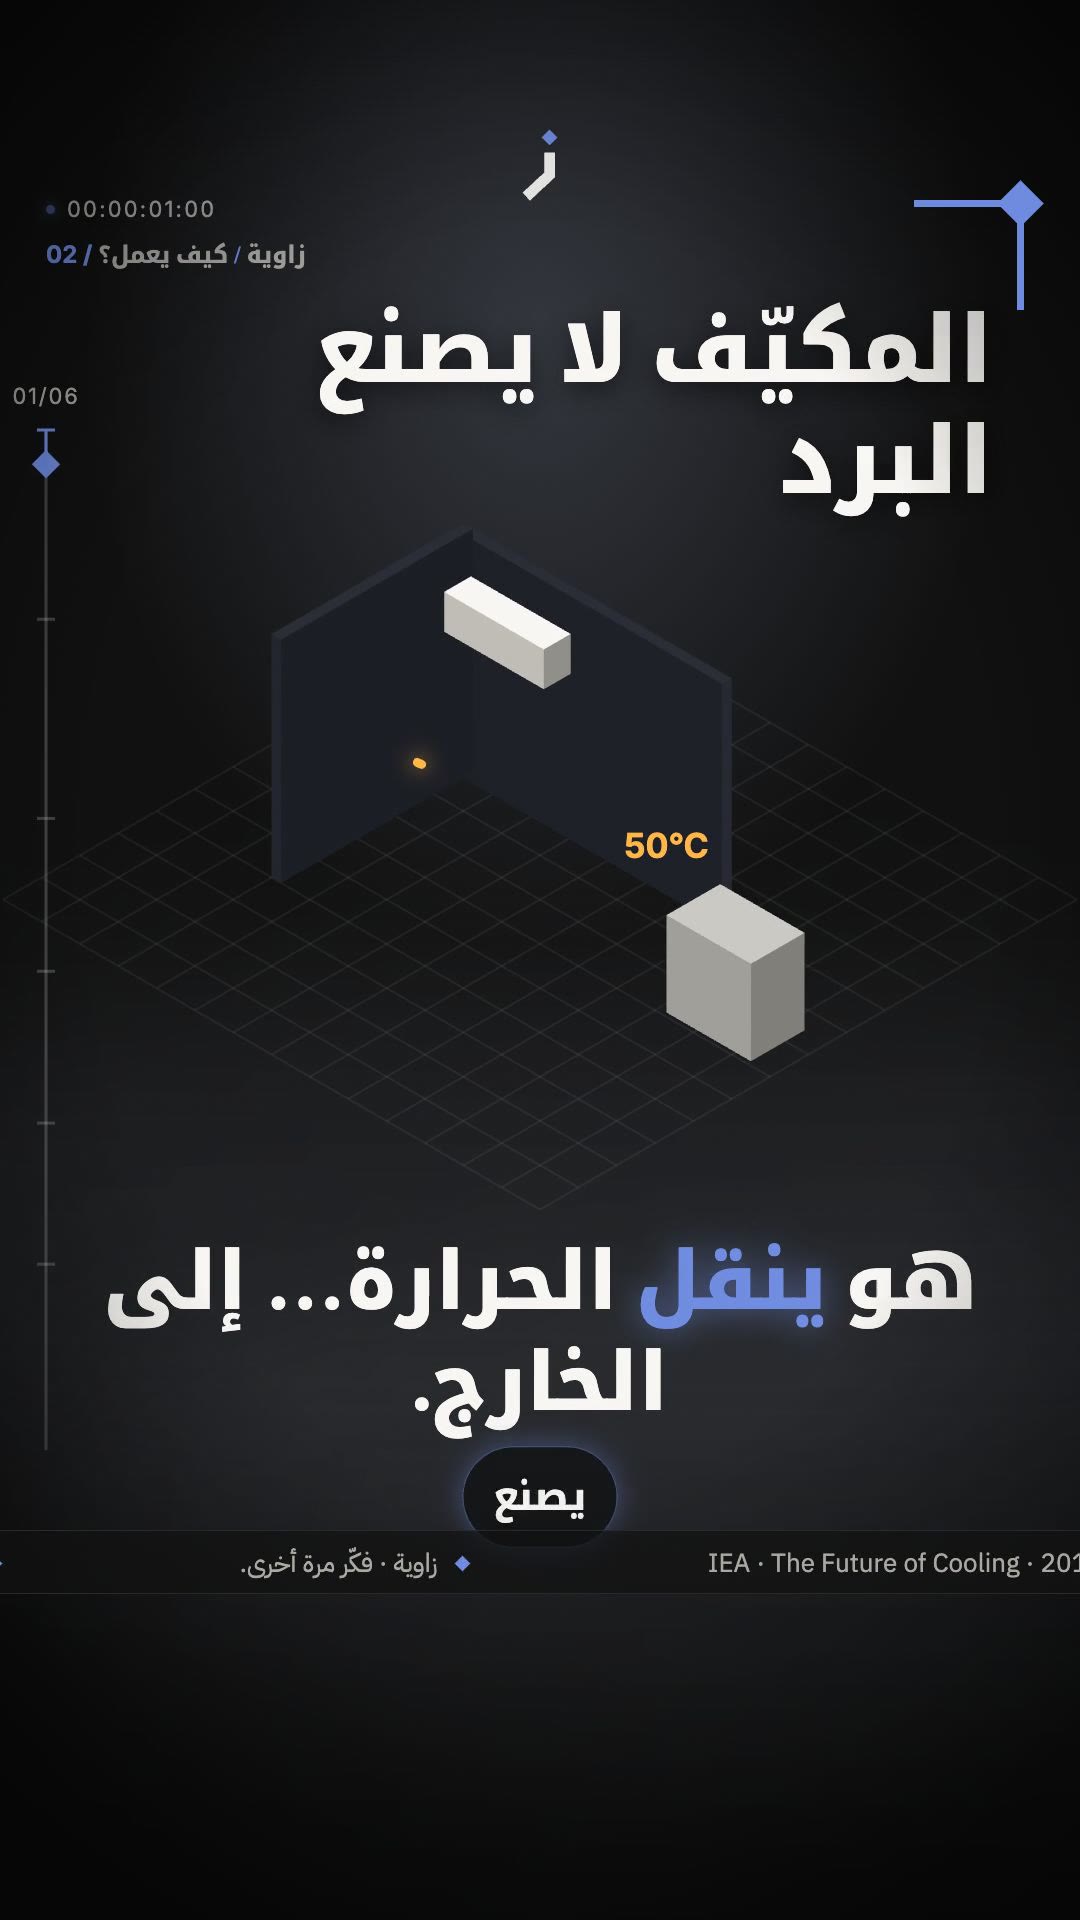 ز
00:00:01:00
زاوية / كيف يعمل؟ / 02
المكيّف لا يصنع
البرد
01/06
50°C
هو ينقل الحرارة... إلى
الخارج.
يصنع
زاوية · فكّر مرة أخرى.
IEA · The Future of Cooling · 201